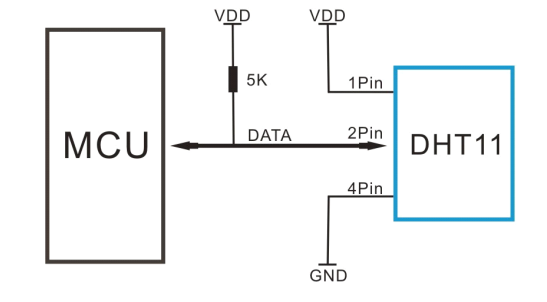 VDD
VDD
5K
1Pin
MCU
DATA
2Pin
DHT11
4Pin
GND